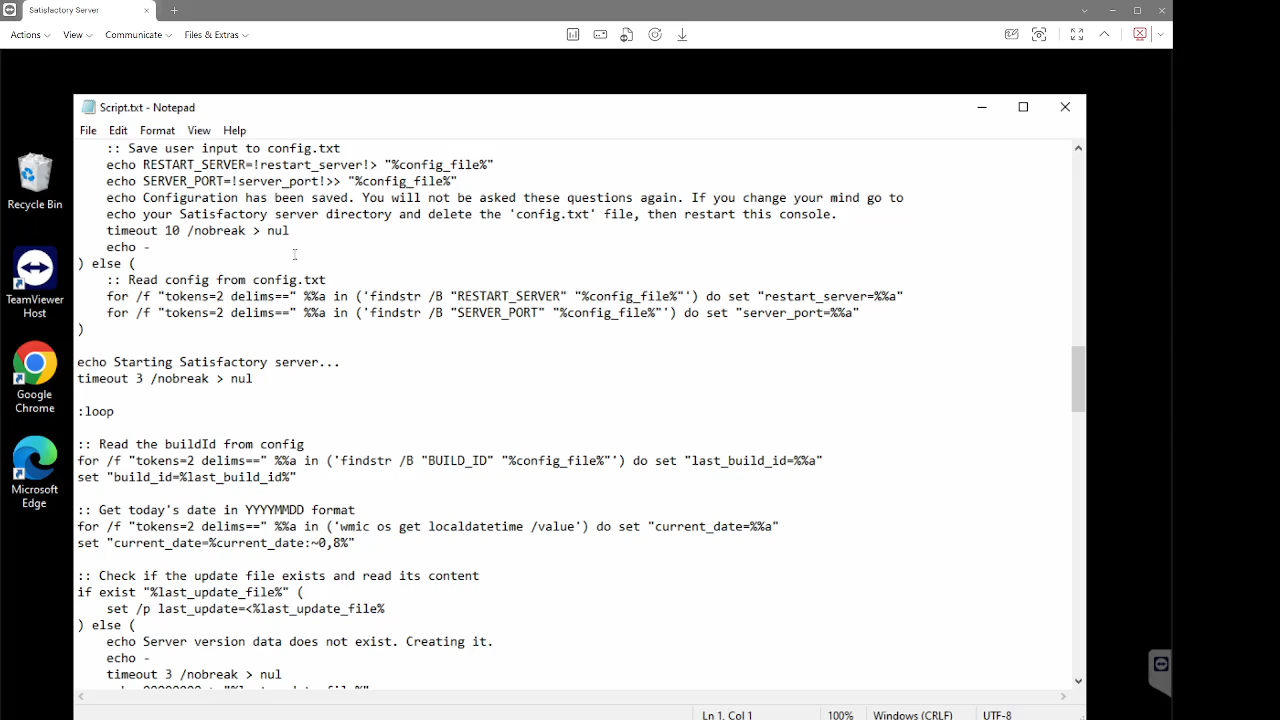 Satisfactory Server
Actions View Communicate Files & Extras
Script.txt - Notepad
File Edit Format View Help
:: Save user input to config.txt
echo RESTART_SERVER=!restart_server!> "%config_file%"
echo SERVER_PORT=!server_port!>> "%config_file%"
echo Configuration has been saved. You will not be asked these questions again. If you change your mind go to
echo your Satisfactory server directory and delete the 'config.txt' file, then restart this console.
timeout 10 /nobreak > nul
echo -
) else (
:: Read config from config.txt
for /f "tokens=2 delims==" %%a in ('findstr /B "RESTART_SERVER" "%config_file%"') do set "restart_server=%%a"
for /f "tokens=2 delims==" %%a in ('findstr /B "SERVER_PORT" "%config_file%"') do set "server_port=%%a"
)
echo Starting Satisfactory server...
timeout 3 /nobreak > nul
:loop
:: Read the buildId from config
for /f "tokens=2 delims==" %%a in ('findstr /B "BUILD_ID" "%config_file%"') do set "last_build_id=%%a"
set "build_id=%last_build_id%"
:: Get today's date in YYYYMMDD format
for /f "tokens=2 delims==" %%a in ('wmic os get localdatetime /value') do set "current_date=%%a"
set "current_date=%current_date:~0,8%"
:: Check if the update file exists and read its content
if exist "%last_update_file%" (
set /p last_update=<%last_update_file%
) else (
echo Server version data does not exist. Creating it.
echo -
timeout 3 /nobreak > nul
Ln 1, Col 1 100% Windows (CRLF) UTF-8
Recycle Bin
TeamViewer
Host
Google
Chrome
Microsoft
Edge